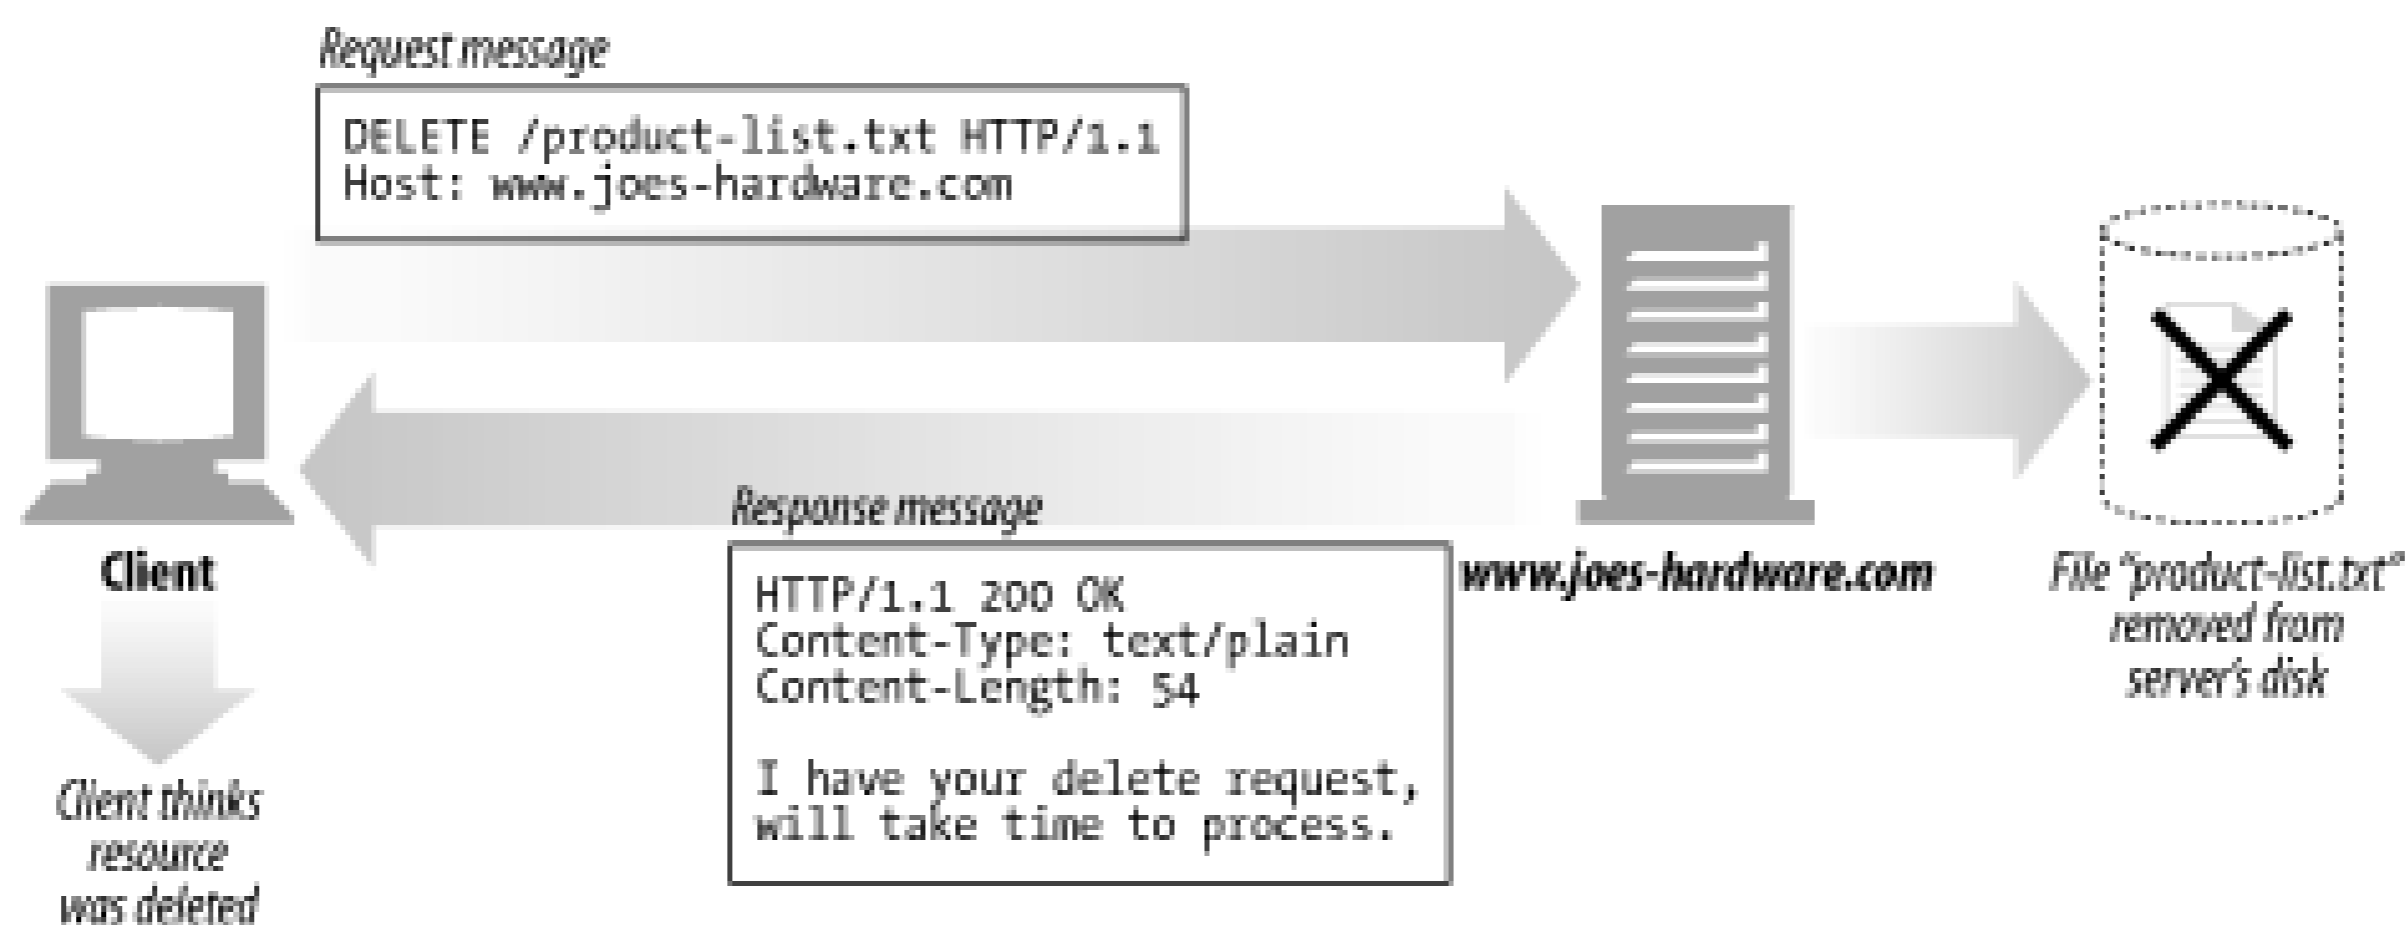 Request message
DELETE /product-list.txt HTTP/1.1
Host: www.joes-hardware.com
Response message
HTTP/1.1 200 OK
Content-Type: text/plain
Content-Length: 54
I have your delete request,
will take time to process.
Client
Client thinks
resource
was deleted
www.joes-hardware.com
File “product-list.txt”
removed from
server's disk